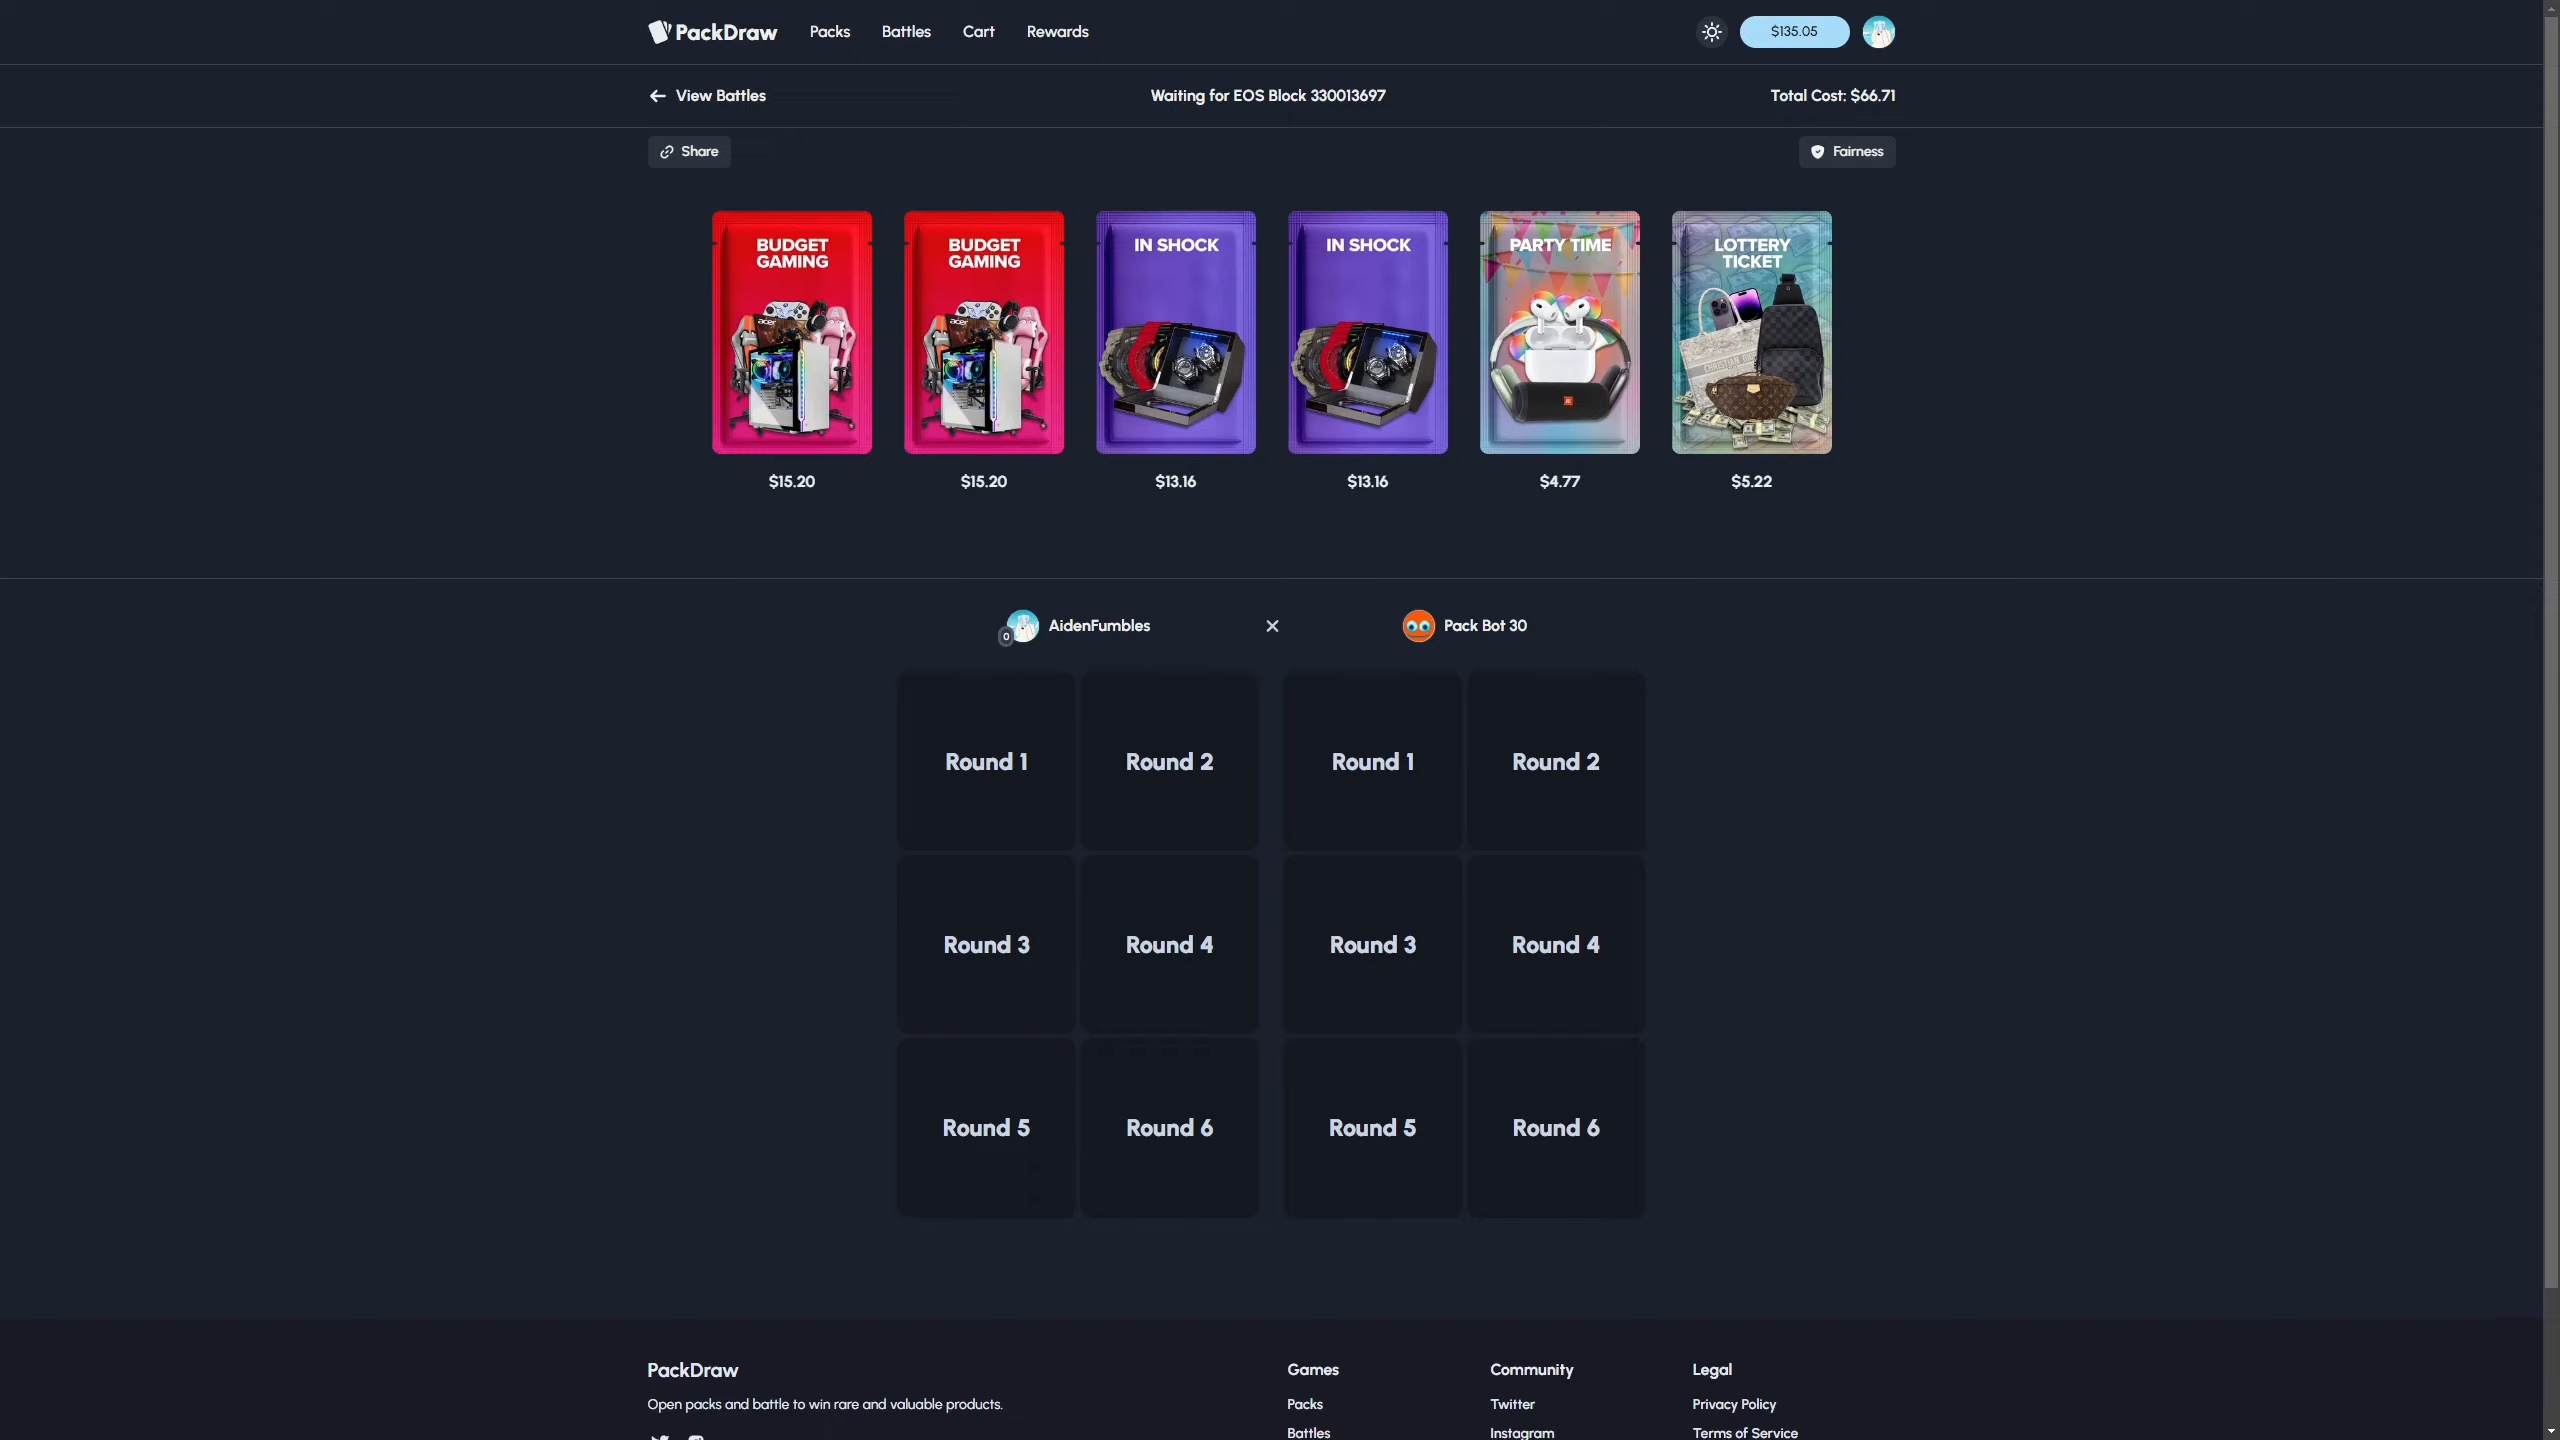 PackDraw
Packs
Battles
Cart
Rewards
$135.05
View Battles
Waiting for EOS Block 330013697
Total Cost: $66.71
Share
Fairness
BUDGET
GAMING
BUDGET
GAMING
IN SHOCK
IN SHOCK
PARTY TIME
LOTTERY
TICKET
$15.20
$15.20
$13.16
$13.16
$4.77
$5.22
0
AidenFumbles
Pack Bot 30
Round 1
Round 2
Round 1
Round 2
Round 3
Round 4
Round 3
Round 4
Round 5
Round 6
Round 5
Round 6
PackDraw
Open packs and battle to win rare and valuable products.
Games
Packs
Battles
Community
Twitter
Instagram
Legal
Privacy Policy
Terms of Service